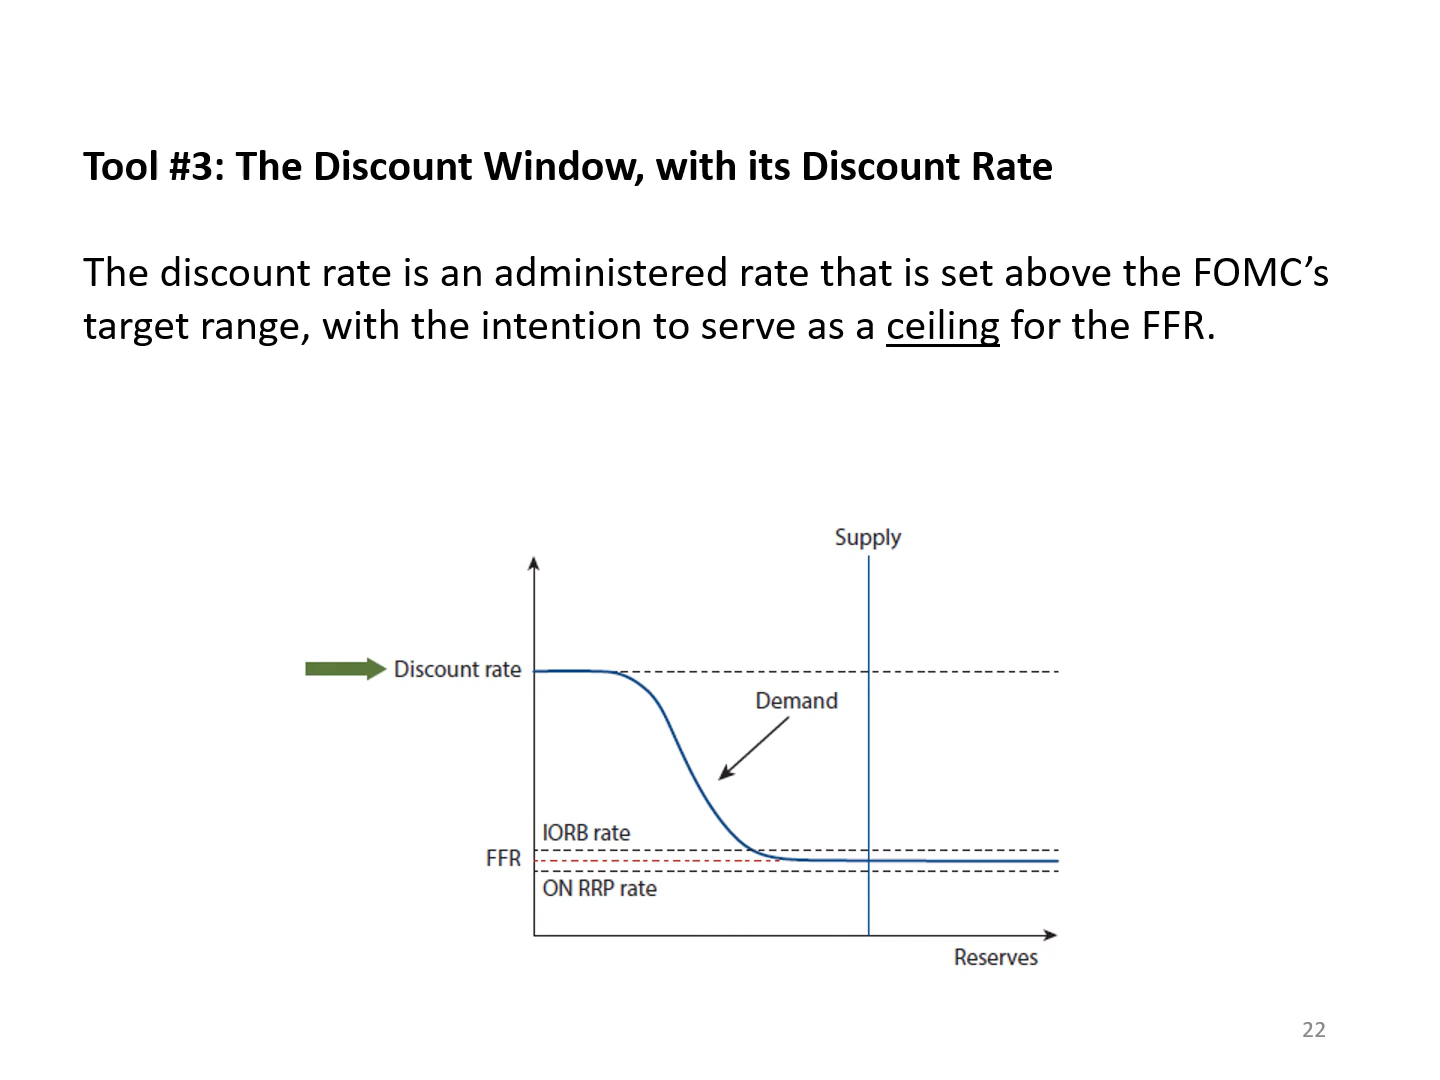 Tool #3: The Discount Window, with its Discount Rate
The discount rate is an administered rate that is set above the FOMC’s
target range, with the intention to serve as a ceiling for the FFR.
Supply
Discount rate
Demand
IORB rate
FFR
ON RRP rate
Reserves
22